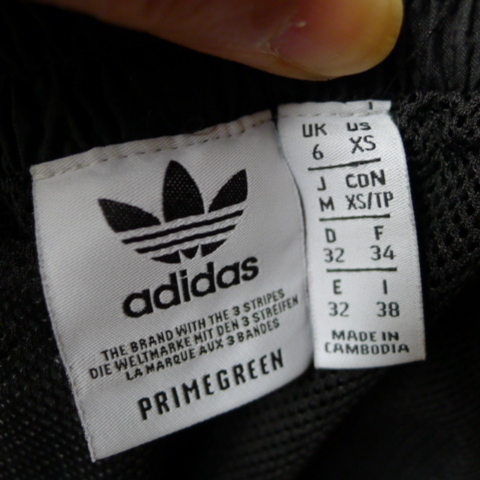 adidas
THE BRAND WITH THE 3 STRIPES
DIE WELTMARKE MIT DEN 3 STREIFEN
LA MARQUE AUX 3 BANDES
PRIMEGREEN
UK US
6 XS
J CDN
M XS/TP
D F
32 34
E I
32 38
MADE IN
CAMBODIA